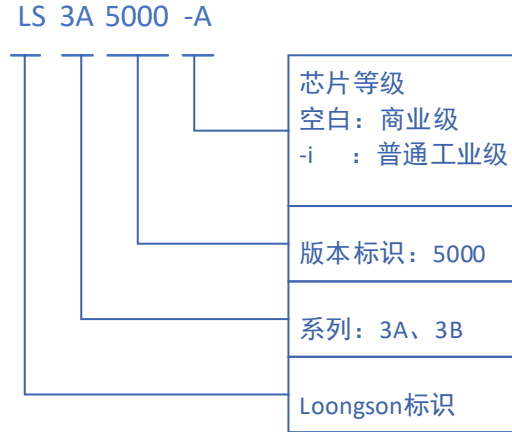 LS 3A 5000 -A
芯片等级
空白：商业级
-i ：普通工业级
版本标识：5000
系列：3A、3B
Loongson标识